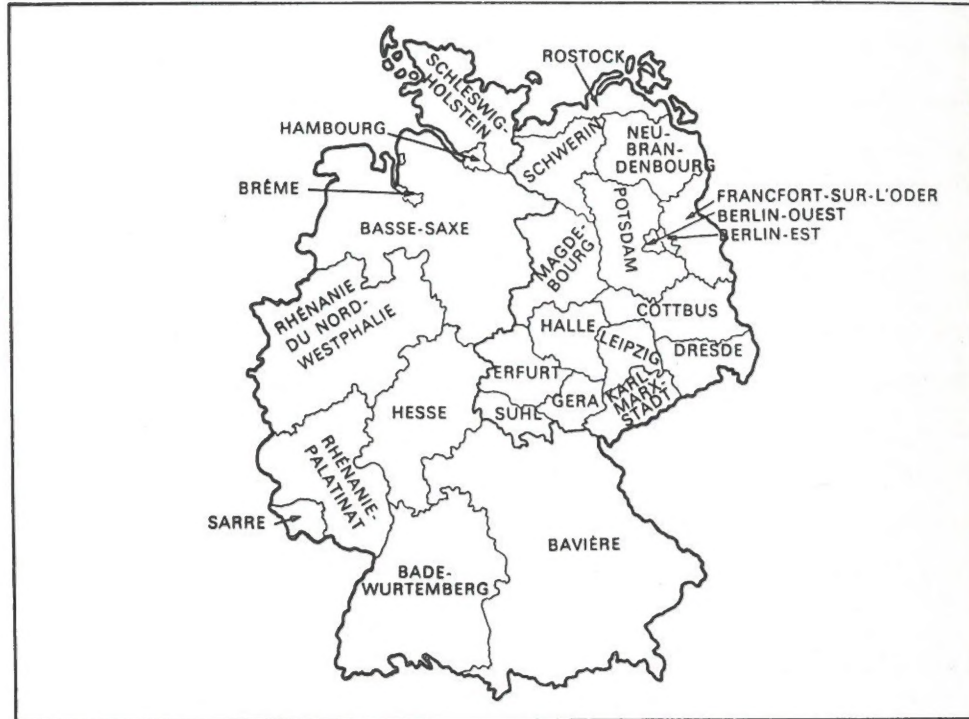 ROSTOCK
SCHLESWIG-
HOLSTEIN
HAMBOURG
SCHWERIN
NEU-
BRAN-
DENBOURG
BRÊME
FRANCFORT-SUR-L'ODER
BERLIN-OUEST
BERLIN-EST
POTSDAM
BASSE-SAXE
MAGDE-
BOURG
RHÉNANIE
DU NORD-
WESTPHALIE
COTTBUS
HALLE
LEIPZIG
DRESDE
ERFURT
KARL-
MARX-
STADT
GERA
SUHL
HESSE
RHÉNANIE-
PALATINAT
SARRE
BAVIÈRE
BADE-
WURTEMBERG